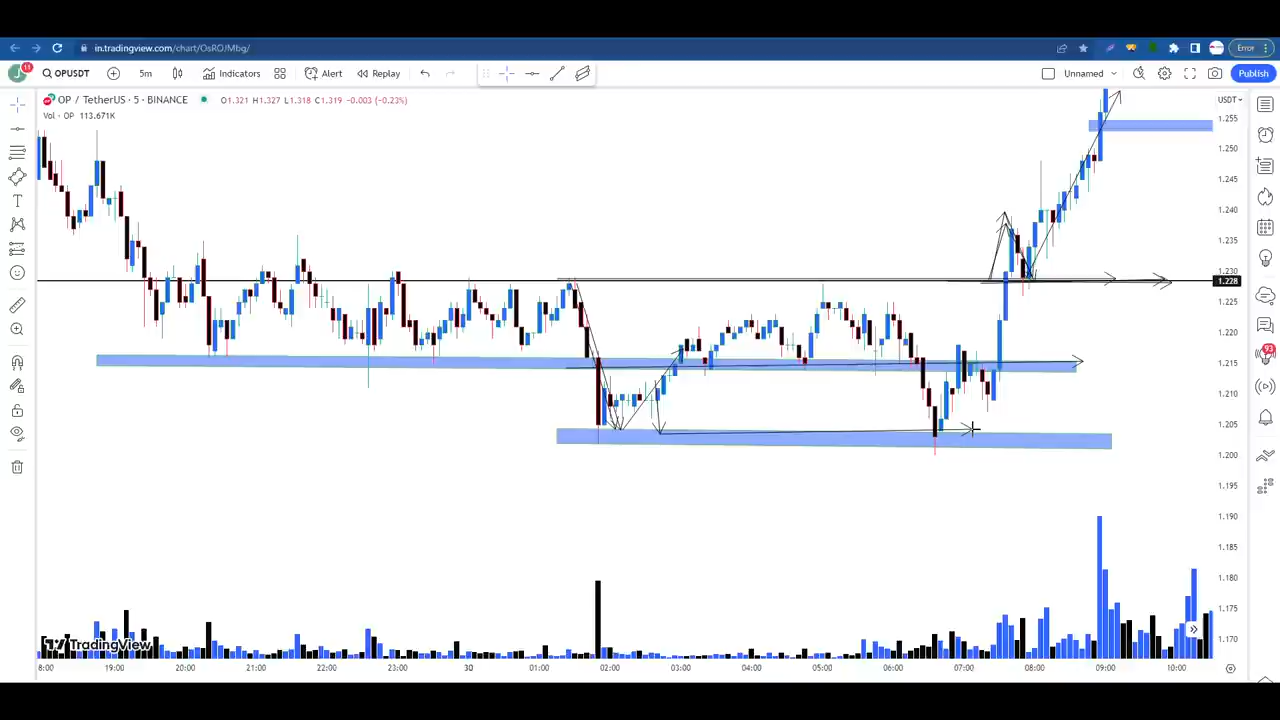 in.tradingview.com/chart/OsROJMbg/
Error
11
OPUSDT
5m
Indicators
Alert
Replay
Unnamed
Publish
OP / TetherUS · 5 · BINANCE
O1.321 H1.327 L1.318 C1.319 -0.003 (-0.23%)
Vol · OP 113.671K
USDT
1.255
1.250
1.245
1.240
1.235
1.230
1.228
1.225
1.220
1.215
1.210
1.205
1.200
1.195
1.190
1.185
1.180
1.175
1.170
93
TradingView
8:00 19:00 20:00 21:00 22:00 23:00 30 01:00 02:00 03:00 04:00 05:00 06:00 07:00 08:00 09:00 10:00